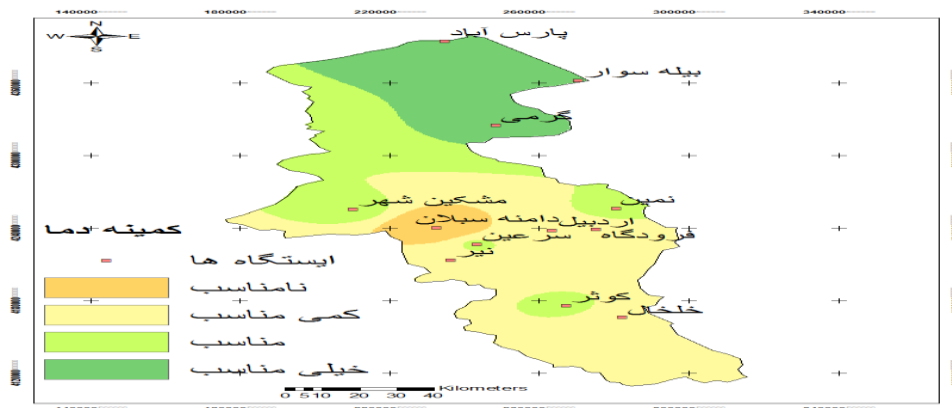 140000 180000 220000 260000 300000 340000
N
W E
S
پارس آباد
بیله سوار
گرمی
نمین
مشکین شهر
دامنه سبلان
اردبیل
فرودگاه
سرعین
نیر
کوثر
خلخال
کمینه دما
ایستگاه ها
نامناسب
کمی مناسب
مناسب
خیلی مناسب
0 5 10 20 30 40 Kilometers